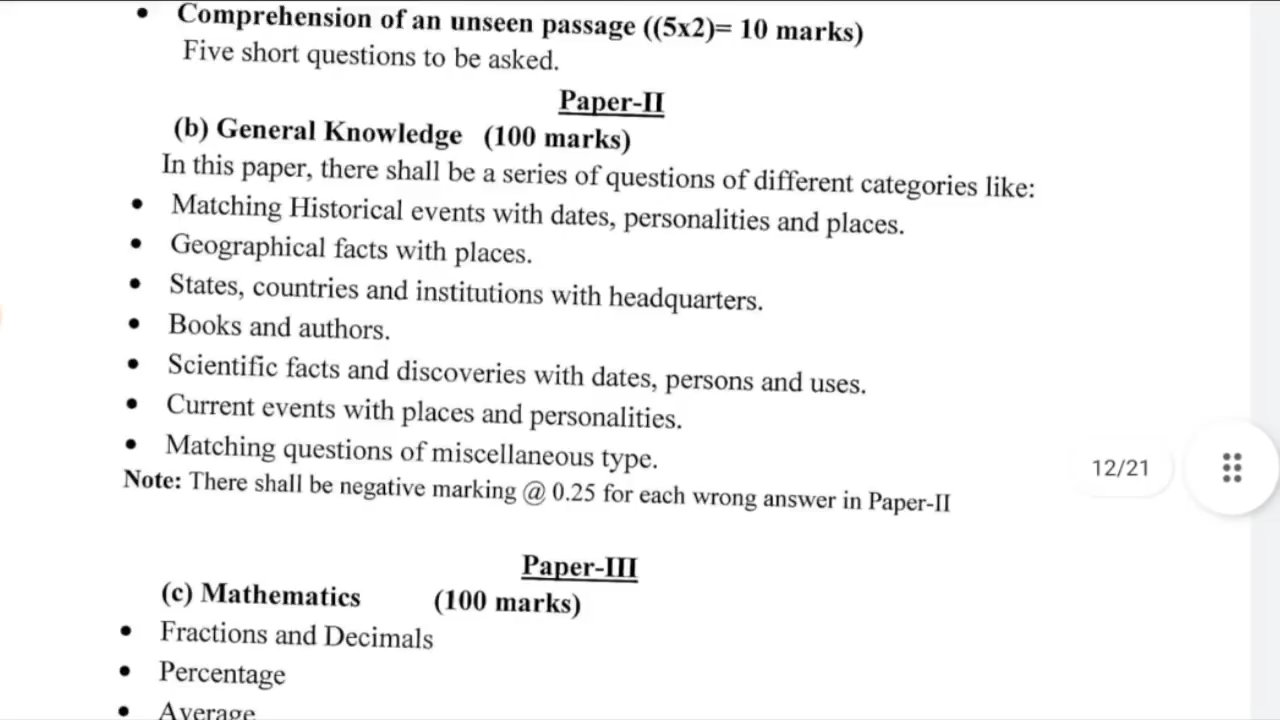 • Comprehension of an unseen passage ((5x2)= 10 marks)
Five short questions to be asked.
Paper-II
(b) General Knowledge (100 marks)
In this paper, there shall be a series of questions of different categories like:
• Matching Historical events with dates, personalities and places.
• Geographical facts with places.
• States, countries and institutions with headquarters.
• Books and authors.
• Scientific facts and discoveries with dates, persons and uses.
• Current events with places and personalities.
• Matching questions of miscellaneous type.
Note: There shall be negative marking @ 0.25 for each wrong answer in Paper-II
12/21
Paper-III
(c) Mathematics (100 marks)
• Fractions and Decimals
• Percentage
• Average